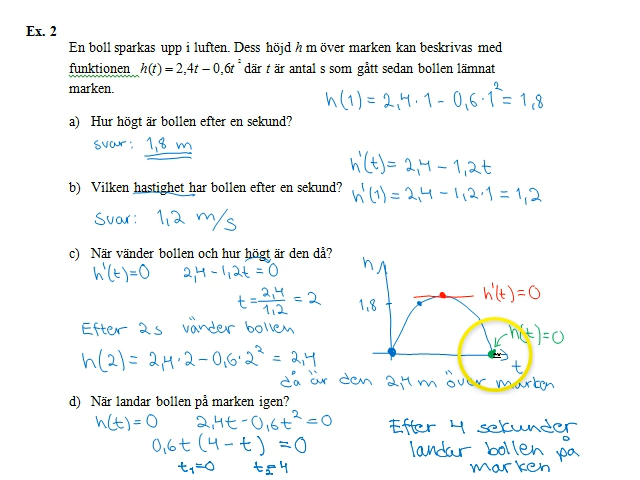 Ex. 2
En boll sparkas upp i luften. Dess höjd h m över marken kan beskrivas med
funktionen h(t) = 2,4t – 0,6t² där t är antal s som gått sedan bollen lämnat
marken.
h(1) = 2,4·1 - 0,6·1² = 1,8
a) Hur högt är bollen efter en sekund?
svar: 1,8 m
h'(t) = 2,4 - 1,2t
b) Vilken hastighet har bollen efter en sekund?
h'(1) = 2,4 - 1,2·1 = 1,2
Svar: 1,2 m/s
c) När vänder bollen och hur högt är den då?
h'(t)=0 2,4-1,2t = 0
t = 2,4/1,2 = 2
Efter 2s vänder bollen
h(2) = 2,4·2 - 0,6·2² = 2,4
då är den 2,4 m över marken
h
1,8
h'(t)=0
h(t)=0
t
d) När landar bollen på marken igen?
h(t)=0 2,4t - 0,6t² = 0
0,6t (4 - t) = 0
t₁=0 t₂=4
Efter 4 sekunder
landar bollen på
marken